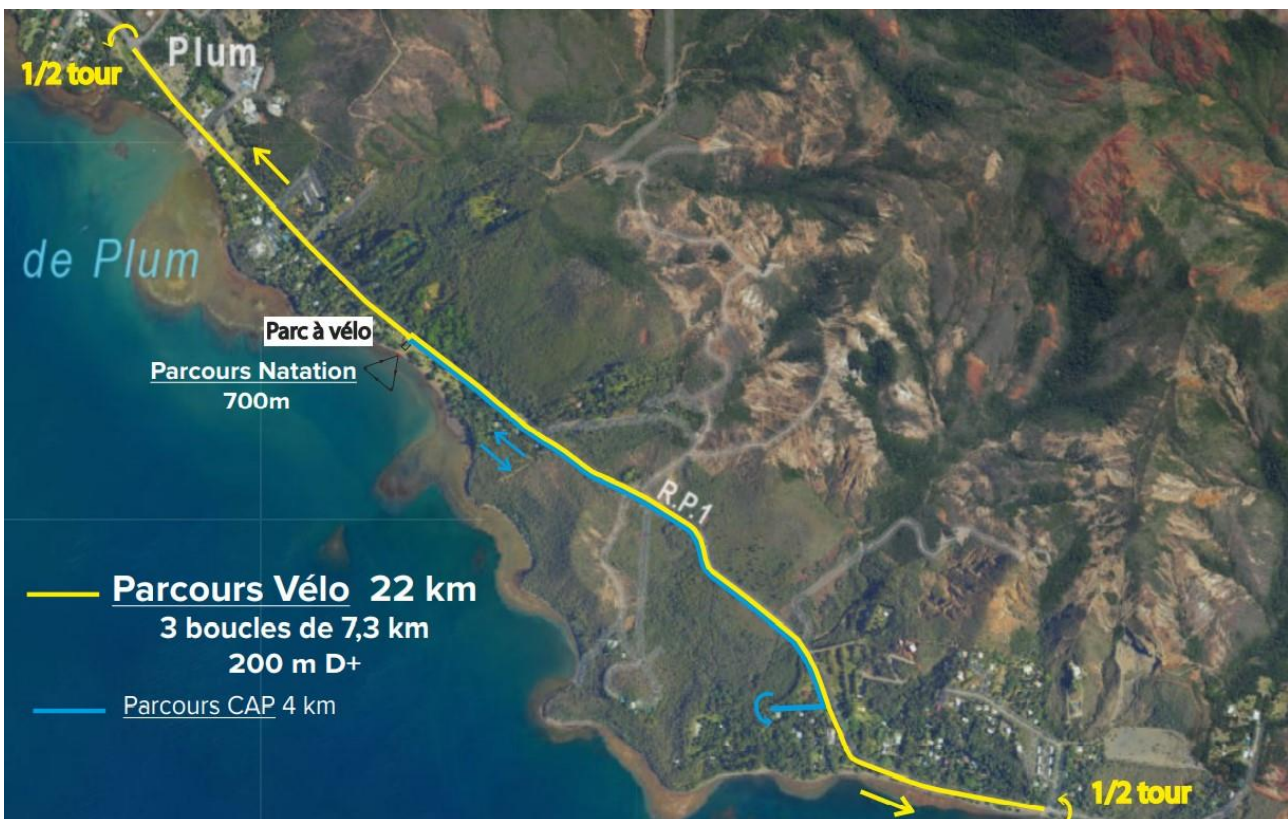 Plum
1/2 tour
de Plum
Parc à vélo
Parcours Natation
700m
R.P.1
Parcours Vélo 22 km
3 boucles de 7,3 km
200 m D+
Parcours CAP 4 km
1/2 tour